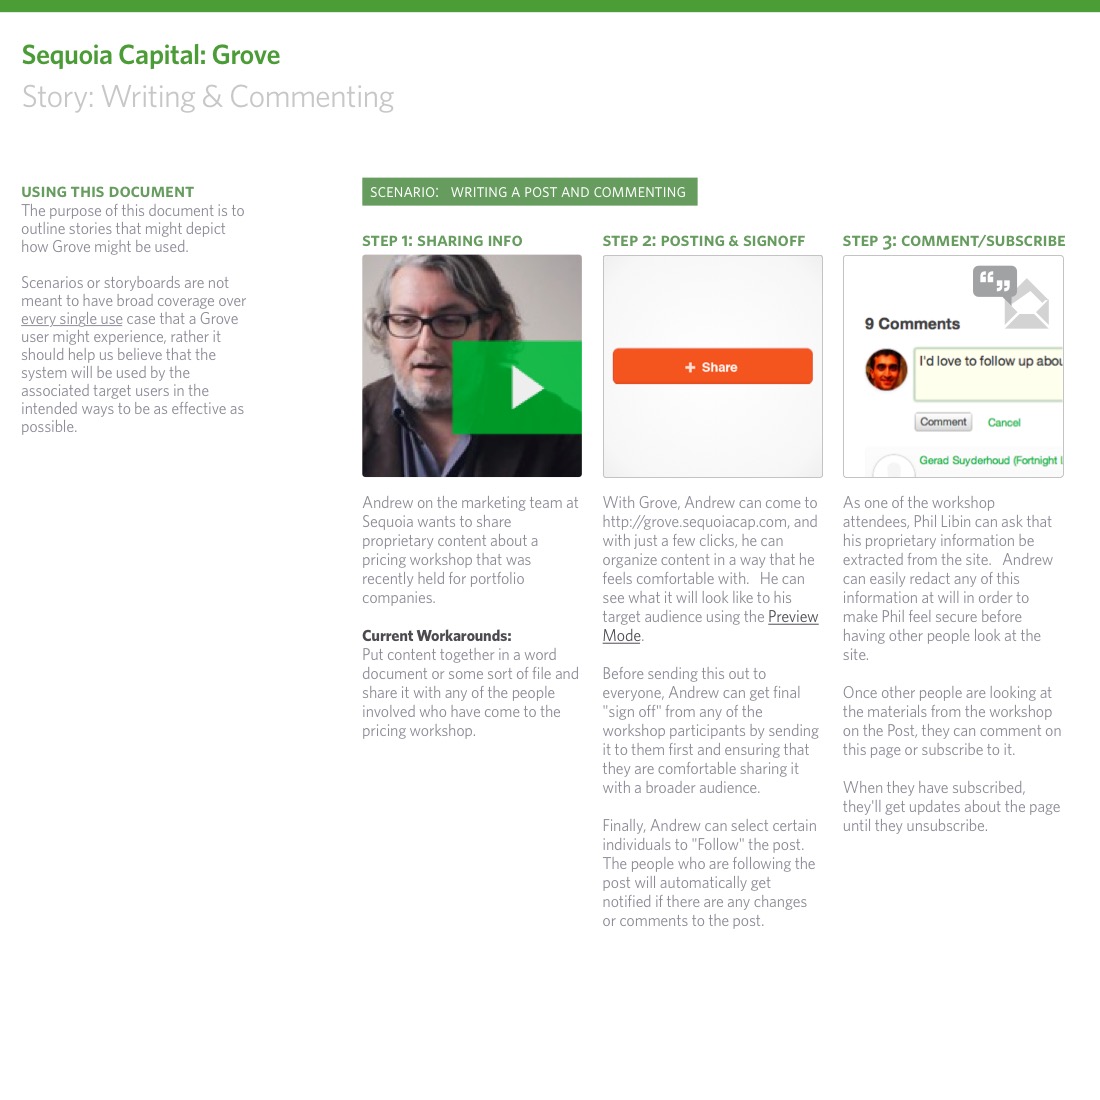 Sequoia Capital: Grove
Story: Writing & Commenting
USING THIS DOCUMENT
The purpose of this document is to
outline stories that might depict
how Grove might be used.
Scenarios or storyboards are not
meant to have broad coverage over
every single use case that a Grove
user might experience, rather it
should help us believe that the
system will be used by the
associated target users in the
intended ways to be as effective as
possible.
SCENARIO: WRITING A POST AND COMMENTING
STEP 1: SHARING INFO
Andrew on the marketing team at
Sequoia wants to share
proprietary content about a
pricing workshop that was
recently held for portfolio
companies.
Current Workarounds:
Put content together in a word
document or some sort of file and
share it with any of the people
involved who have come to the
pricing workshop.
STEP 2: POSTING & SIGNOFF
+ Share
With Grove, Andrew can come to
http://grove.sequoiacap.com, and
with just a few clicks, he can
organize content in a way that he
feels comfortable with. He can
see what it will look like to his
target audience using the Preview
Mode.
Before sending this out to
everyone, Andrew can get final
"sign off" from any of the
workshop participants by sending
it to them first and ensuring that
they are comfortable sharing it
with a broader audience.
Finally, Andrew can select certain
individuals to "Follow" the post.
The people who are following the
post will automatically get
notified if there are any changes
or comments to the post.
STEP 3: COMMENT/SUBSCRIBE
9 Comments
I'd love to follow up abou
Comment Cancel
Gerad Suyderhoud (Fortnight
As one of the workshop
attendees, Phil Libin can ask that
his proprietary information be
extracted from the site. Andrew
can easily redact any of this
information at will in order to
make Phil feel secure before
having other people look at the
site.
Once other people are looking at
the materials from the workshop
on the Post, they can comment on
this page or subscribe to it.
When they have subscribed,
they'll get updates about the page
until they unsubscribe.